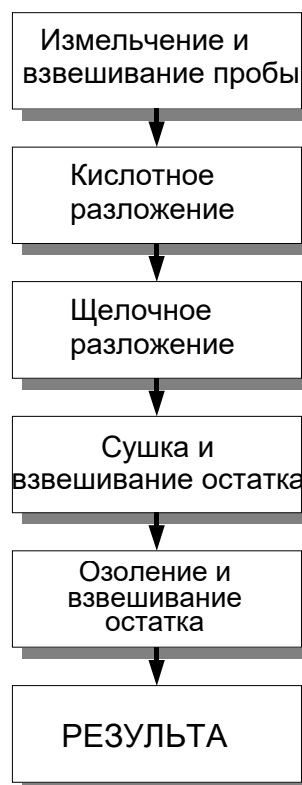 Измельчение и
взвешивание пробы
Кислотное
разложение
Щелочное
разложение
Сушка и
взвешивание остатка
Озоление и
взвешивание
остатка
РЕЗУЛЬТА